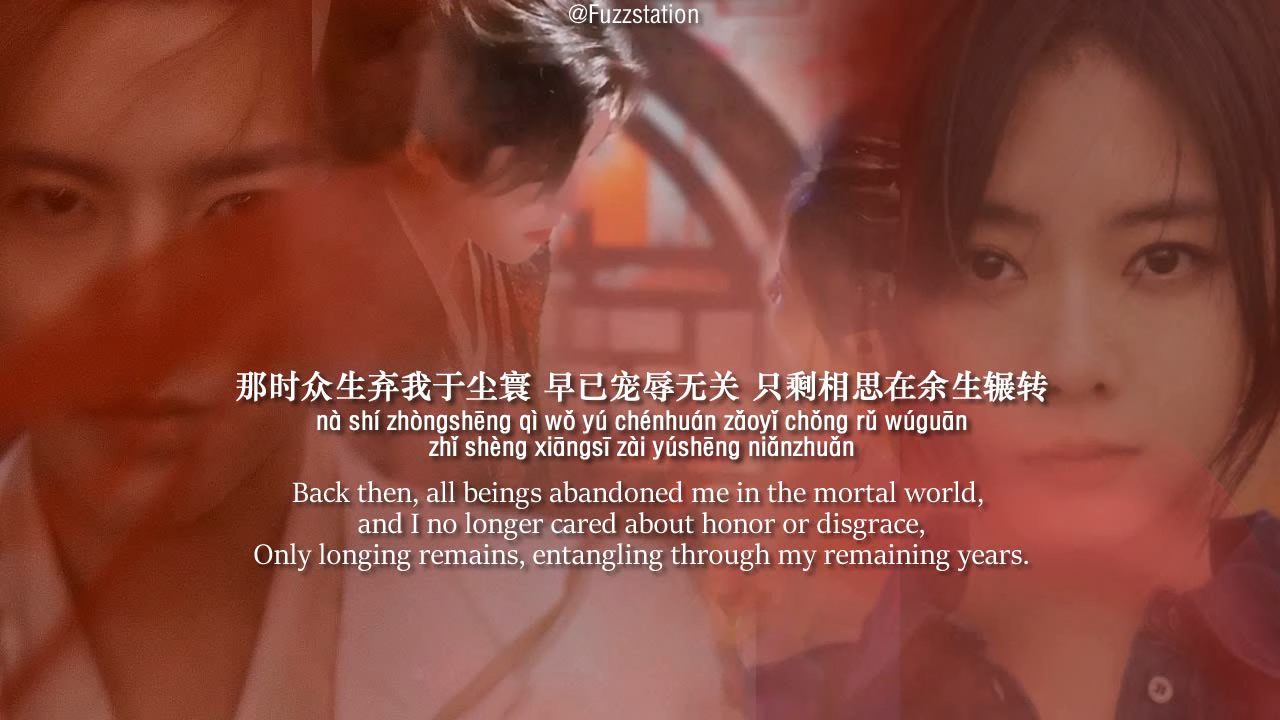 @Fuzzstation
那时众生弃我于尘寰 早已宠辱无关 只剩相思在余生辗转
nà shí zhòngshēng qì wǒ yú chénhuán zǎoyǐ chǒng rǔ wúguān
zhǐ shèng xiāngsī zài yúshēng niǎnzhuǎn
Back then, all beings abandoned me in the mortal world,
and I no longer cared about honor or disgrace,
Only longing remains, entangling through my remaining years.